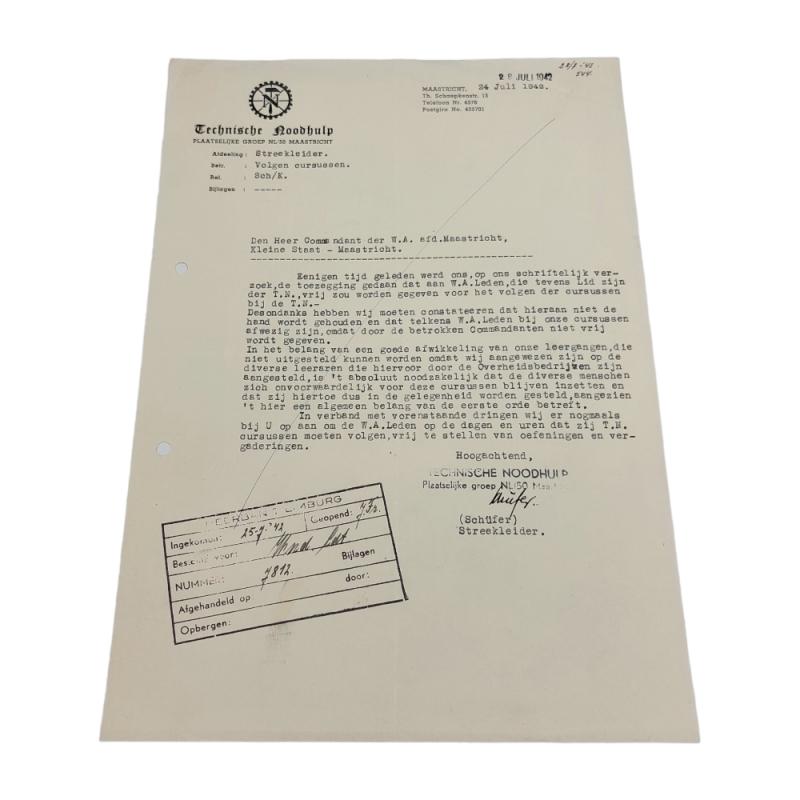 28 JULI 1942
MAASTRICHT, 24 Juli 1942.
Th. Schaepkenstr. 13
Telefoon Nr. 4378
Postgiro No. 435701
N
Technische Noodhulp
PLAATSELIJKE GROEP NL/50 MAASTRICHT
Afdeeling: Streekleider.
Betr. : Volgen cursussen.
Ref. : Sch/K.
Bijlagen : -----
Den Heer Commandant der W.A. afd.Maastricht,
Kleine Staat - Maastricht.
Eenigen tijd geleden werd ons,op ons schriftelijk ver-
zoek,de toezegging gedaan dat aan W.A.Leden,die tevens Lid zijn
der T.N.,vrij zou worden gegeven voor het volgen der cursussen
bij de T.N.-
Desondanks hebben wij moeten constateeren dat hieraan niet de
hand wordt gehouden en dat telkens W.A.Leden bij onze cursussen
afwezig zijn,omdat door de betrokken Commandanten niet vrij
wordt gegeven.
In het belang van een goede afwikkeling van onze leergangen,die
niet uitgesteld kunnen worden omdat wij aangewezen zijn op de
diverse leeraren die hiervoor door de Overheidsbedrijven zijn
aangesteld,is 't absoluut noodzakelijk dat de diverse menschen
zich onvoorwaardelijk voor deze cursussen blijven inzetten en
dat zij hiertoe dus in de gelegenheid worden gesteld,aangezien
't hier een algemeen belang van de eerste orde betreft.
In verband met vorenstaande dringen wij er nogmaals
bij U op aan om de W.A.Leden op de dagen en uren dat zij T.N.
cursussen moeten volgen,vrij te stellen van oefeningen en ver-
gaderingen.
Hoogachtend,
TECHNISCHE NOODHULP
Plaatselijke groep NL/50
(Schüfer)
Streekleider.
HEERBAN LIMBURG
Ingekomen: 25-7-'42 Geopend:
Bestemd voor:
NUMMER: 7812. Bijlagen
Afgehandeld op: door:
Opbergen: